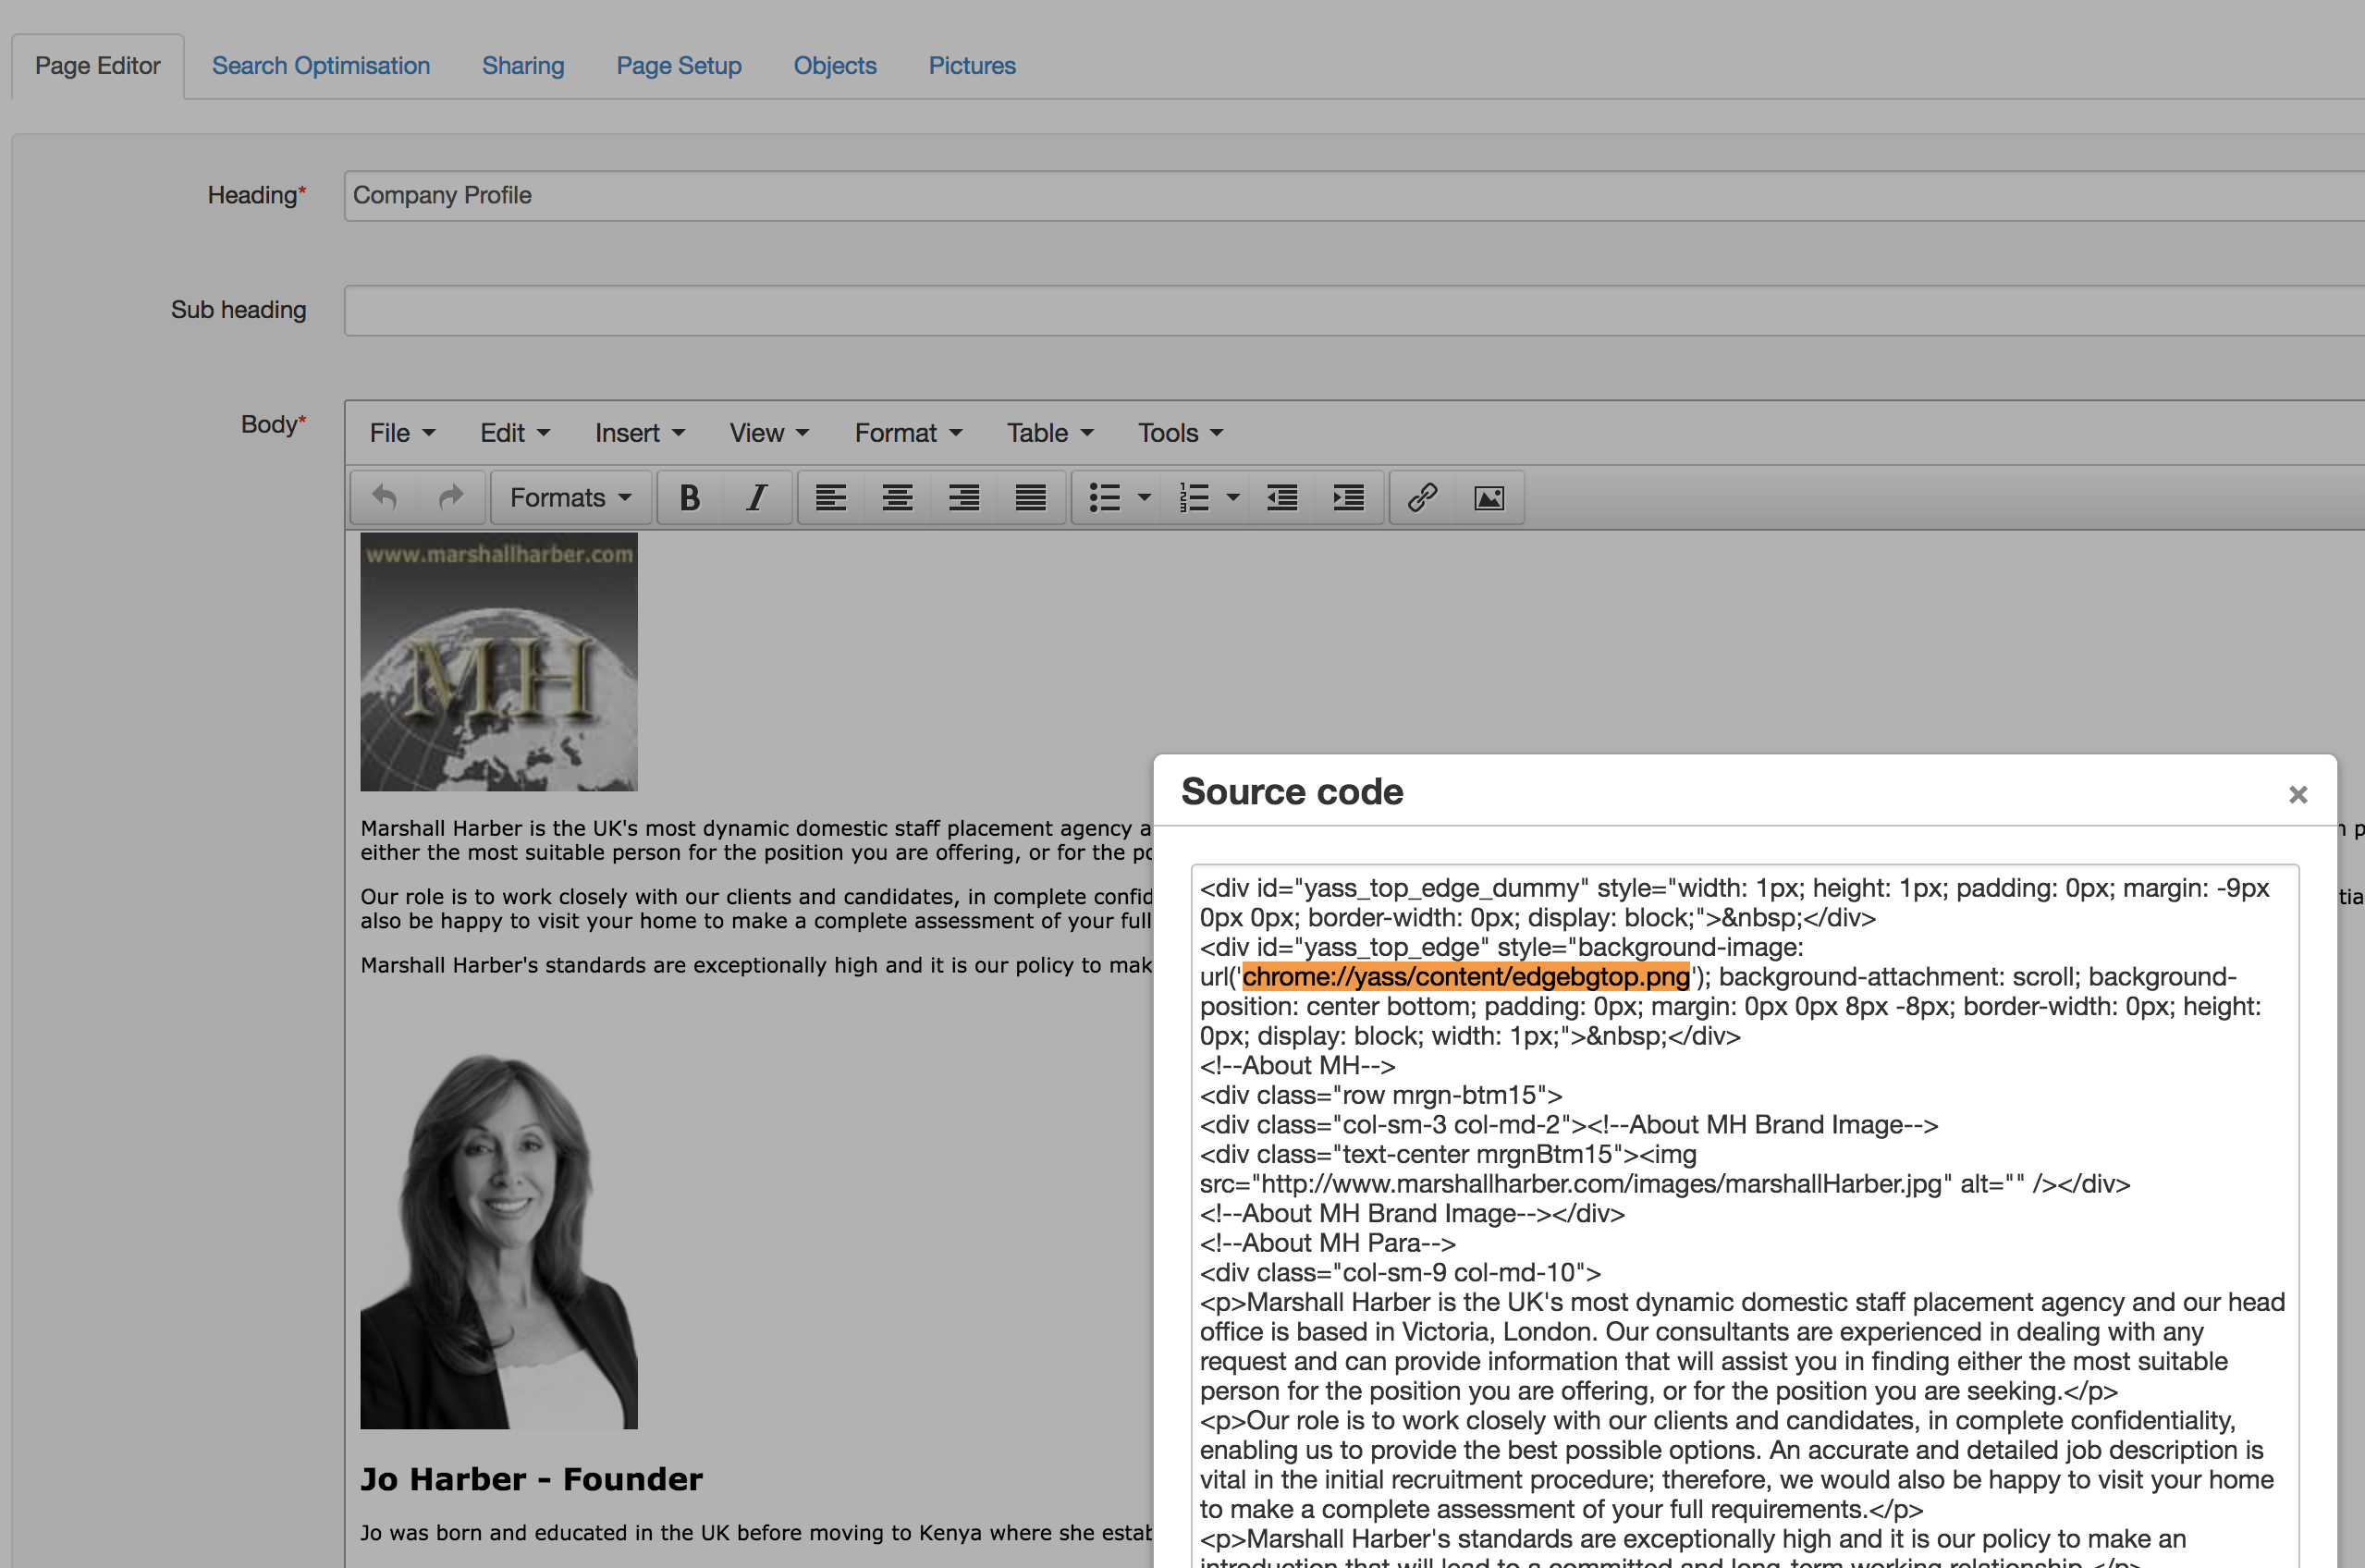 Page Editor Search Optimisation Sharing Page Setup Objects Pictures
Heading* Company Profile
Sub heading
Body*
File Edit Insert View Format Table Tools
Formats B I
www.marshallharber.com
MH
Marshall Harber is the UK's most dynamic domestic staff placement agency a
either the most suitable person for the position you are offering, or for the
Our role is to work closely with our clients and candidates, in complete confid
also be happy to visit your home to make a complete assessment of your full
Marshall Harber's standards are exceptionally high and it is our policy to mak
Jo Harber - Founder
Jo was born and educated in the UK before moving to Kenya where she estab
Source code ×
<div id="yass_top_edge_dummy" style="width: 1px; height: 1px; padding: 0px; margin: -9px
0px 0px; border-width: 0px; display: block;">&nbsp;</div>
<div id="yass_top_edge" style="background-image:
url('chrome://yass/content/edgebgtop.png'); background-attachment: scroll; background-
position: center bottom; padding: 0px; margin: 0px 0px 8px -8px; border-width: 0px; height:
0px; display: block; width: 1px;">&nbsp;</div>
<!--About MH-->
<div class="row mrgn-btm15">
<div class="col-sm-3 col-md-2"><!--About MH Brand Image-->
<div class="text-center mrgnBtm15"><img
src="http://www.marshallharber.com/images/marshallHarber.jpg" alt="" /></div>
<!--About MH Brand Image--></div>
<!--About MH Para-->
<div class="col-sm-9 col-md-10">
<p>Marshall Harber is the UK's most dynamic domestic staff placement agency and our head
office is based in Victoria, London. Our consultants are experienced in dealing with any
request and can provide information that will assist you in finding either the most suitable
person for the position you are offering, or for the position you are seeking.</p>
<p>Our role is to work closely with our clients and candidates, in complete confidentiality,
enabling us to provide the best possible options. An accurate and detailed job description is
vital in the initial recruitment procedure; therefore, we would also be happy to visit your home
to make a complete assessment of your full requirements.</p>
<p>Marshall Harber's standards are exceptionally high and it is our policy to make an
introduction that will lead to a committed and long-term working relationship.</p>